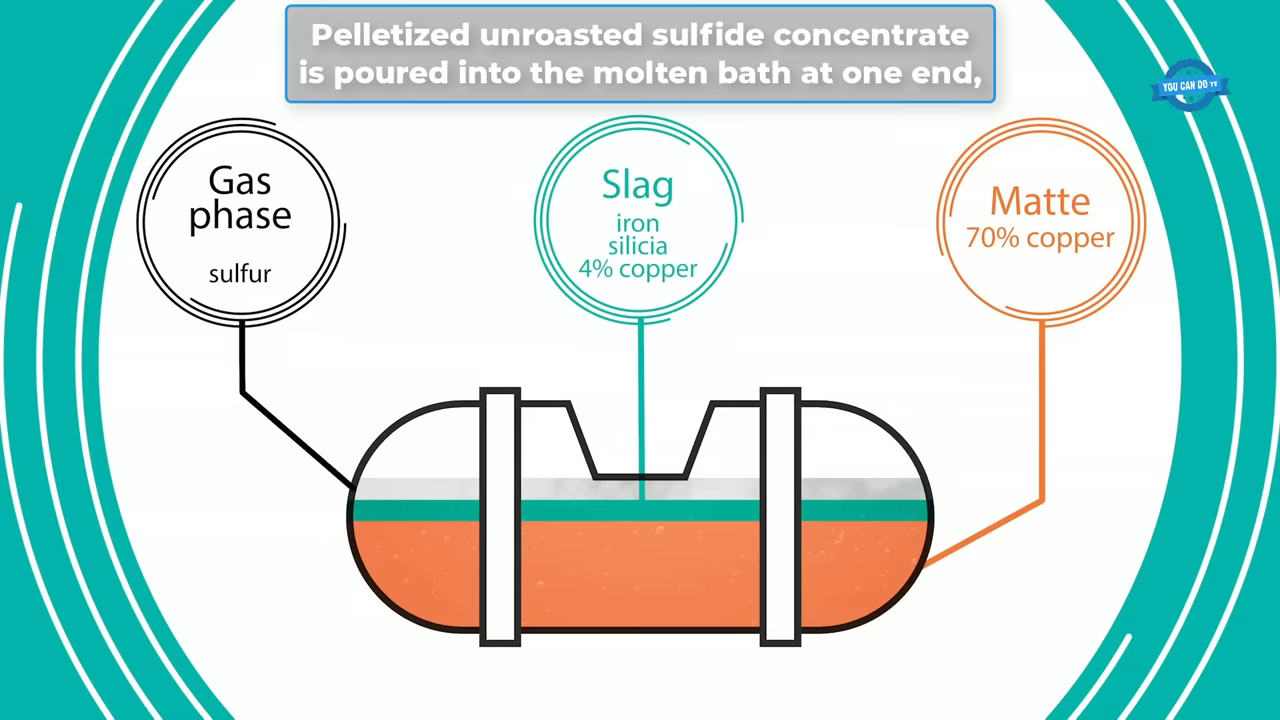 Pelletized unroasted sulfide concentrate
is poured into the molten bath at one end,
YOU CAN DO TV
Gas
phase
sulfur
Slag
iron
silicia
4% copper
Matte
70% copper